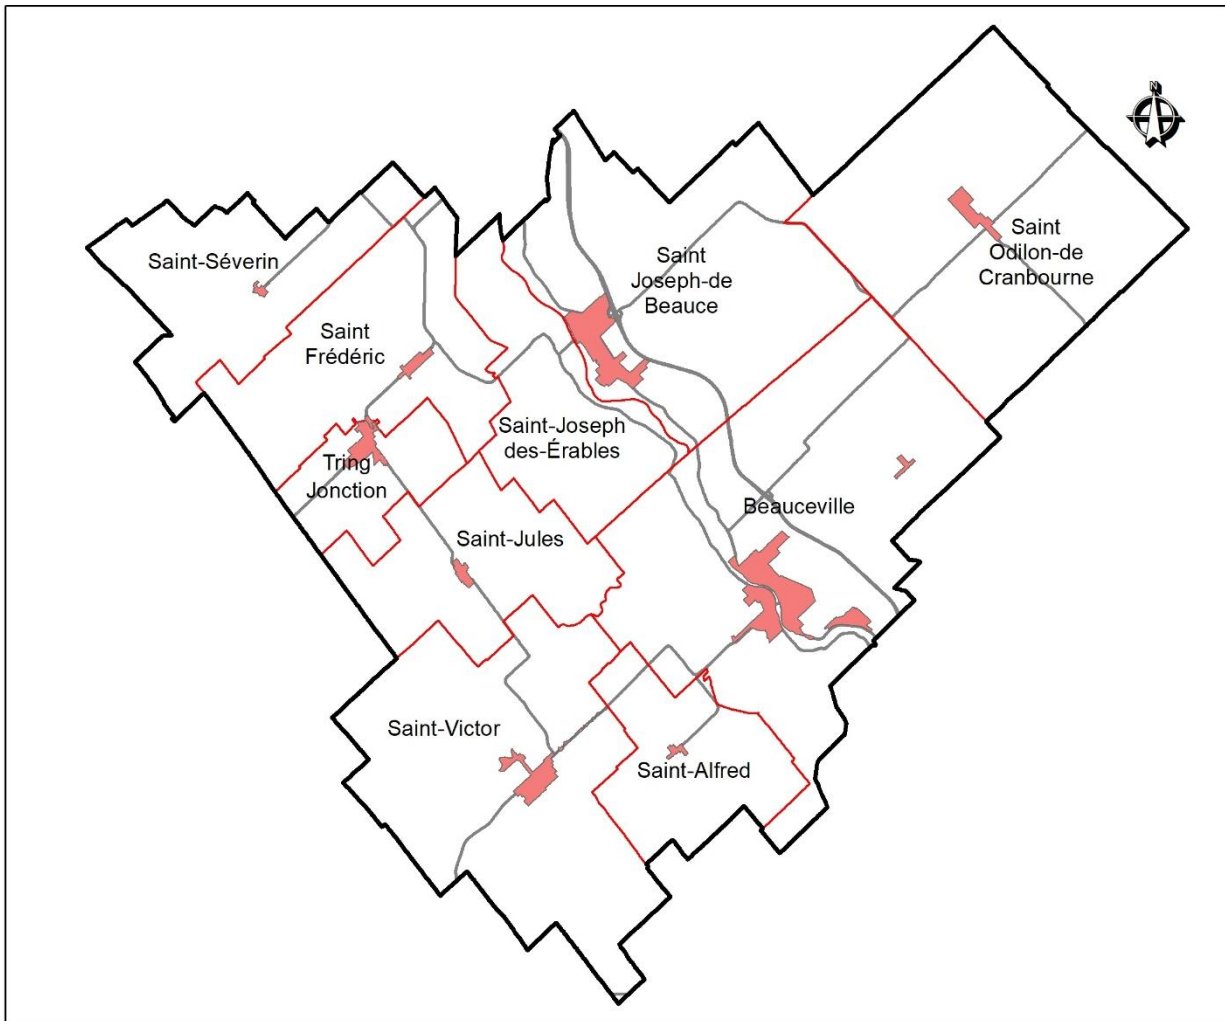 N
Saint-Séverin
Saint
Frédéric
Saint
Joseph-de
Beauce
Saint
Odilon-de
Cranbourne
Saint-Joseph
des-Érables
Tring
Jonction
Saint-Jules
Beauceville
Saint-Victor
Saint-Alfred